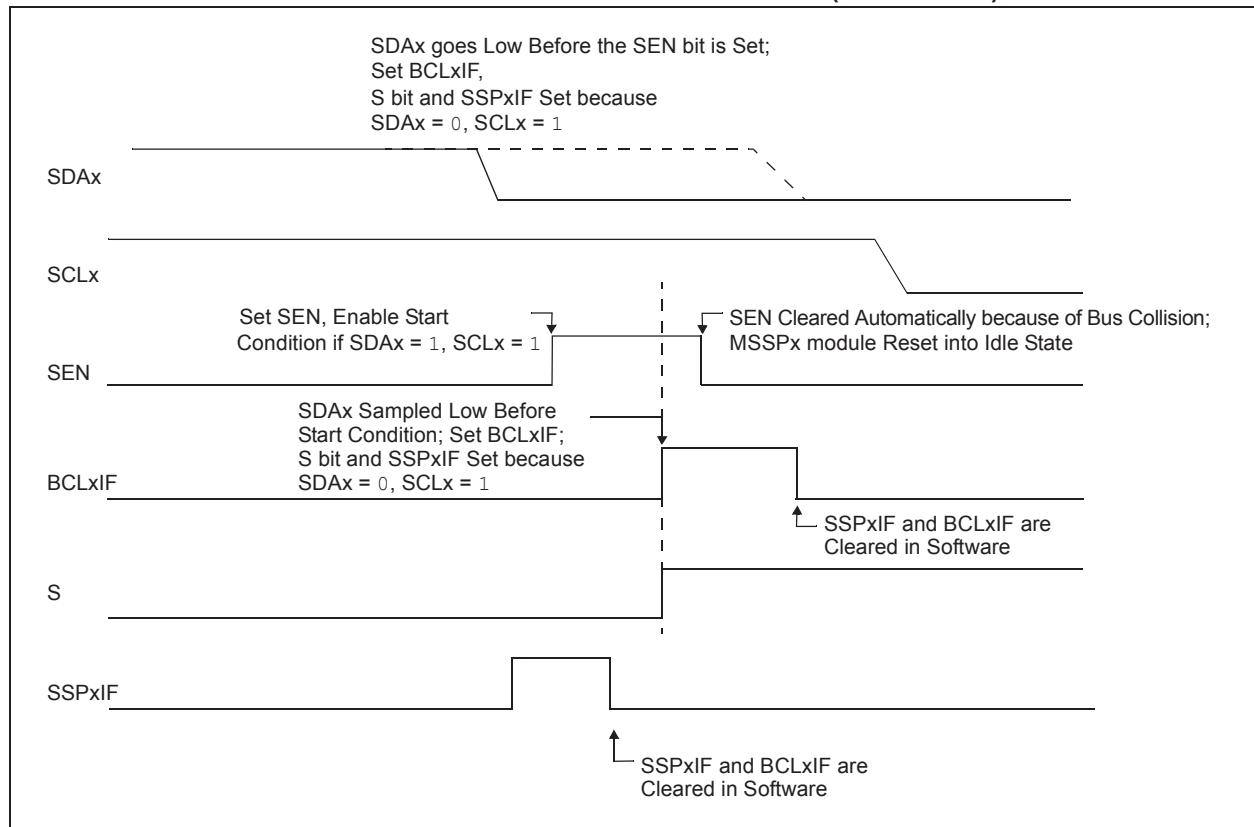 SDAx goes Low Before the SEN bit is Set;
Set BCLxIF,
S bit and SSPxIF Set because
SDAx = 0, SCLx = 1
SDAx
SCLx
Set SEN, Enable Start
Condition if SDAx = 1, SCLx = 1
SEN Cleared Automatically because of Bus Collision;
MSSPx module Reset into Idle State
SEN
SDAx Sampled Low Before
Start Condition; Set BCLxIF;
S bit and SSPxIF Set because
SDAx = 0, SCLx = 1
BCLxIF
SSPxIF and BCLxIF are
Cleared in Software
S
SSPxIF
SSPxIF and BCLxIF are
Cleared in Software